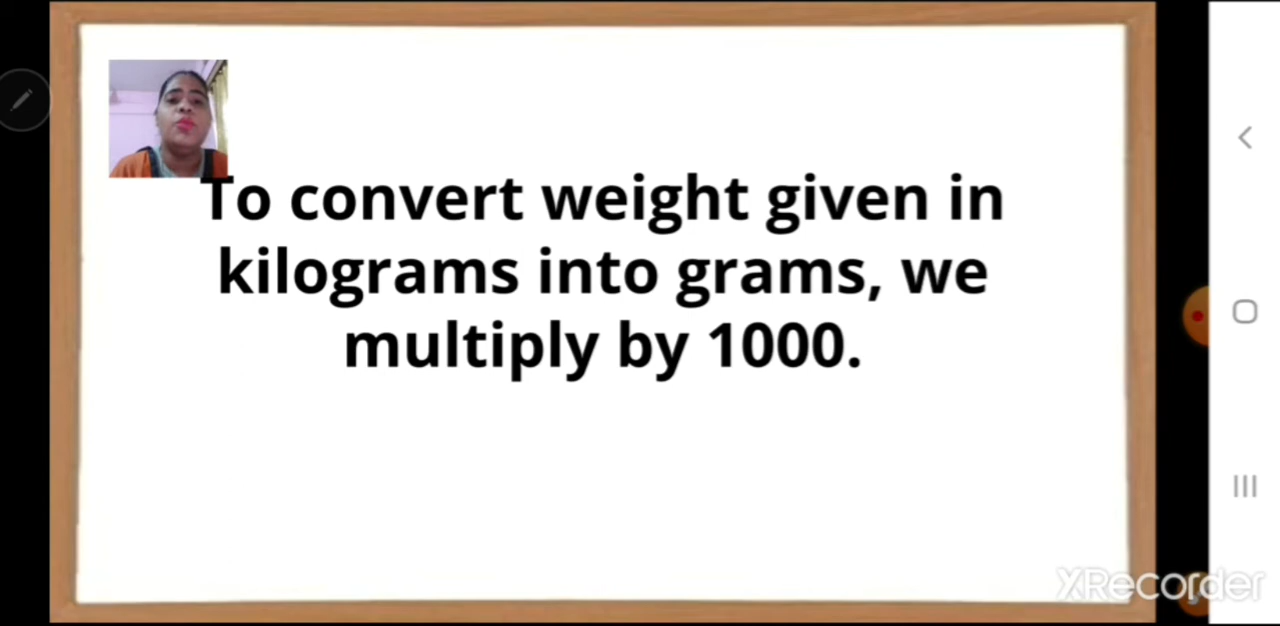 To convert weight given in
kilograms into grams, we
multiply by 1000.
XRecorder